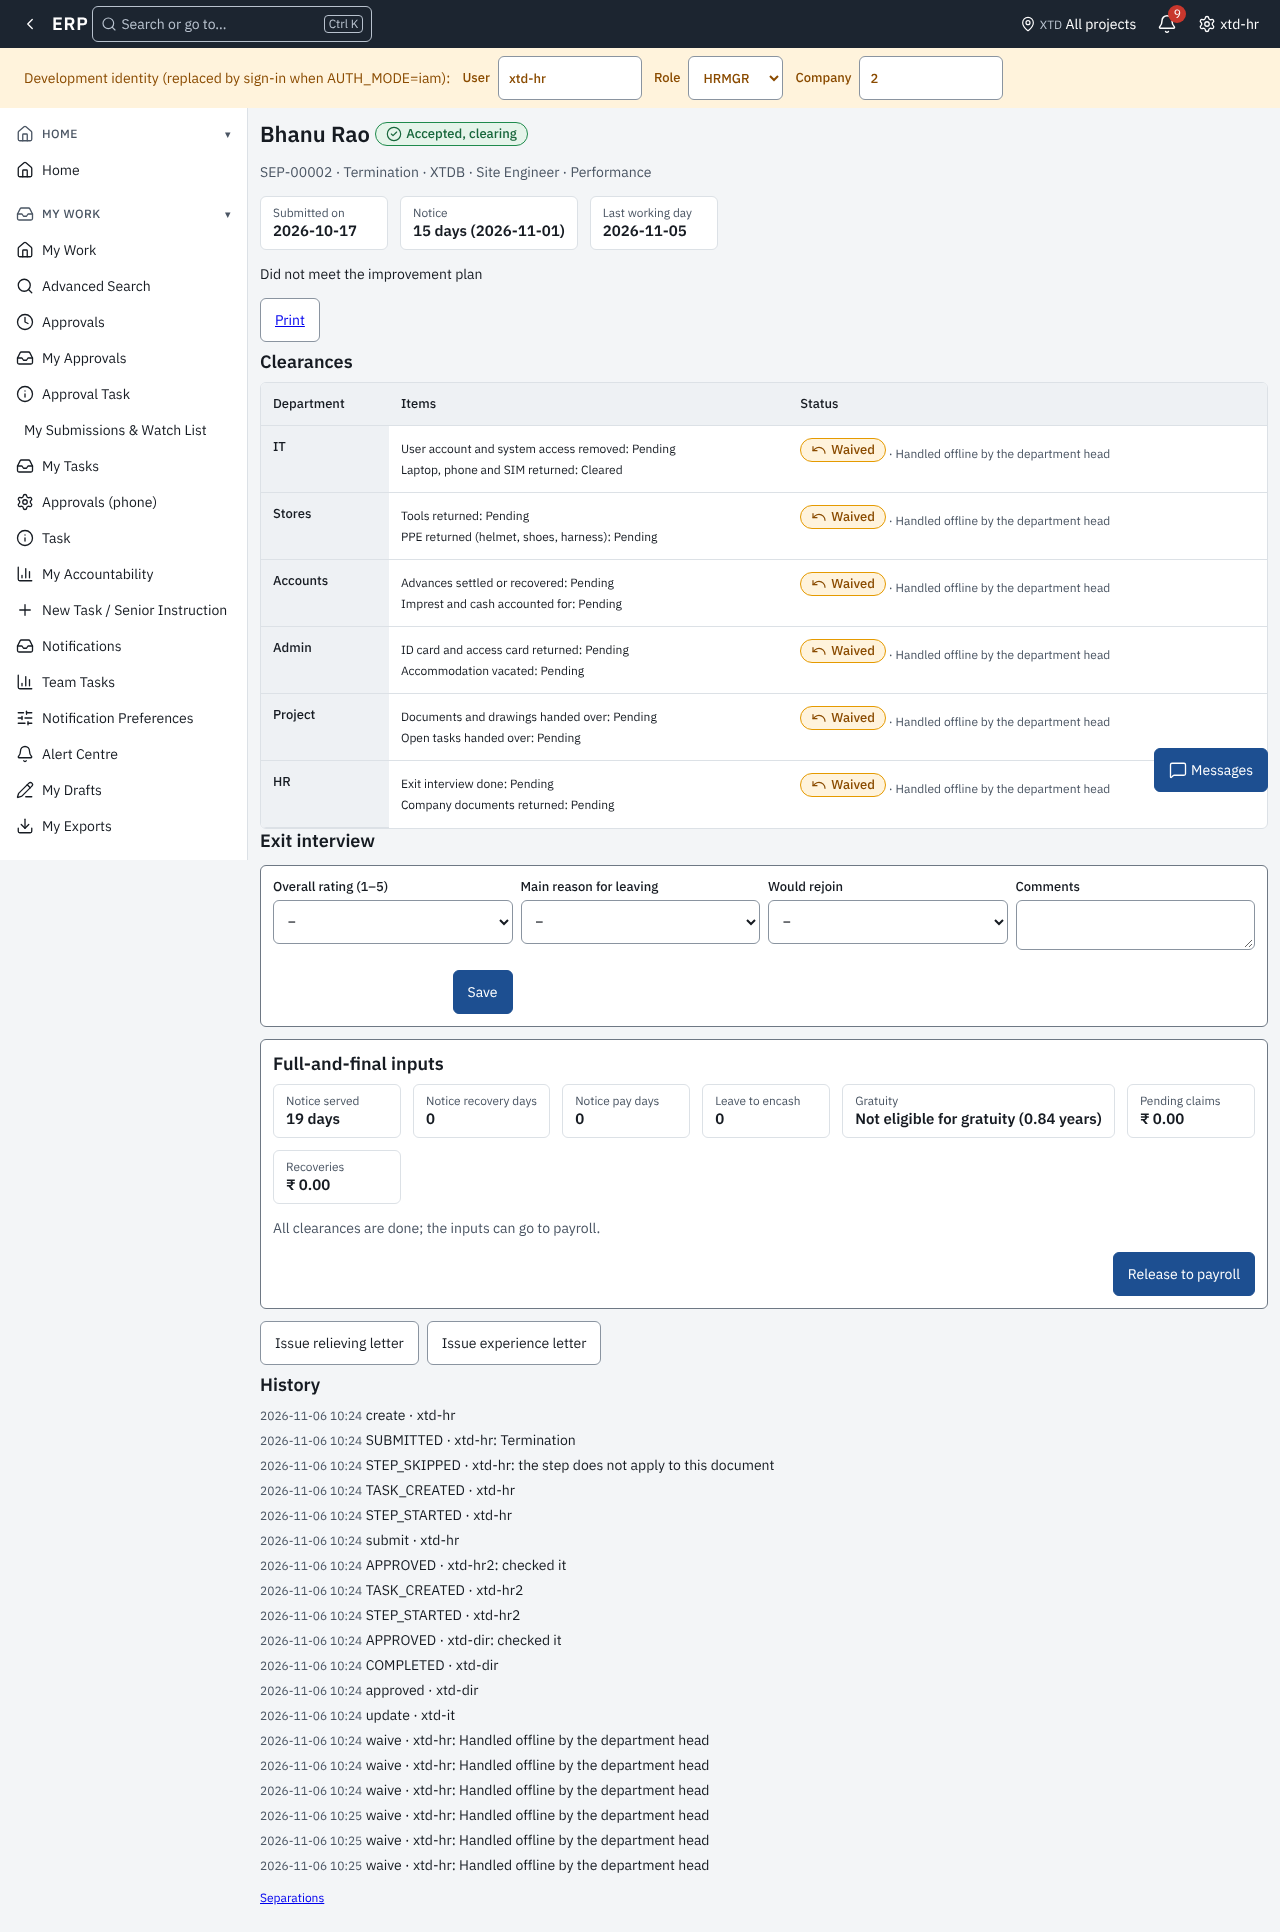 ERP
Search or go to...
Ctrl K
XTD All projects
9
xtd-hr
Development identity (replaced by sign-in when AUTH_MODE=iam):
User
xtd-hr
Role
HRMGR
Company
2
HOME
Home
MY WORK
My Work
Advanced Search
Approvals
My Approvals
Approval Task
My Submissions & Watch List
My Tasks
Approvals (phone)
Task
My Accountability
New Task / Senior Instruction
Notifications
Team Tasks
Notification Preferences
Alert Centre
My Drafts
My Exports
Bhanu Rao
Accepted, clearing
SEP-00002 · Termination · XTDB · Site Engineer · Performance
Submitted on
2026-10-17
Notice
15 days (2026-11-01)
Last working day
2026-11-05
Did not meet the improvement plan
Print
Clearances
Department Items Status
IT
User account and system access removed: Pending
Laptop, phone and SIM returned: Cleared
Waived · Handled offline by the department head
Stores
Tools returned: Pending
PPE returned (helmet, shoes, harness): Pending
Waived · Handled offline by the department head
Accounts
Advances settled or recovered: Pending
Imprest and cash accounted for: Pending
Waived · Handled offline by the department head
Admin
ID card and access card returned: Pending
Accommodation vacated: Pending
Waived · Handled offline by the department head
Project
Documents and drawings handed over: Pending
Open tasks handed over: Pending
Waived · Handled offline by the department head
HR
Exit interview done: Pending
Company documents returned: Pending
Waived · Handled offline by the department head
Messages
Exit interview
Overall rating (1–5)
–
Main reason for leaving
–
Would rejoin
–
Comments
Save
Full-and-final inputs
Notice served
19 days
Notice recovery days
0
Notice pay days
0
Leave to encash
0
Gratuity
Not eligible for gratuity (0.84 years)
Pending claims
₹ 0.00
Recoveries
₹ 0.00
All clearances are done; the inputs can go to payroll.
Release to payroll
Issue relieving letter
Issue experience letter
History
2026-11-06 10:24 create · xtd-hr
2026-11-06 10:24 SUBMITTED · xtd-hr: Termination
2026-11-06 10:24 STEP_SKIPPED · xtd-hr: the step does not apply to this document
2026-11-06 10:24 TASK_CREATED · xtd-hr
2026-11-06 10:24 STEP_STARTED · xtd-hr
2026-11-06 10:24 submit · xtd-hr
2026-11-06 10:24 APPROVED · xtd-hr2: checked it
2026-11-06 10:24 TASK_CREATED · xtd-hr2
2026-11-06 10:24 STEP_STARTED · xtd-hr2
2026-11-06 10:24 APPROVED · xtd-dir: checked it
2026-11-06 10:24 COMPLETED · xtd-dir
2026-11-06 10:24 approved · xtd-dir
2026-11-06 10:24 update · xtd-it
2026-11-06 10:24 waive · xtd-hr: Handled offline by the department head
2026-11-06 10:24 waive · xtd-hr: Handled offline by the department head
2026-11-06 10:24 waive · xtd-hr: Handled offline by the department head
2026-11-06 10:25 waive · xtd-hr: Handled offline by the department head
2026-11-06 10:25 waive · xtd-hr: Handled offline by the department head
2026-11-06 10:25 waive · xtd-hr: Handled offline by the department head
Separations